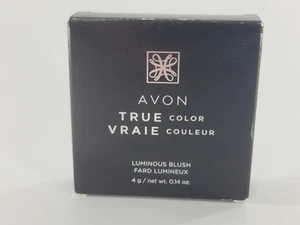 AVON
TRUE COLOR
VRAIE COULEUR
LUMINOUS BLUSH
FARD LUMINEUX
4 g / net wt. 0.14 oz.